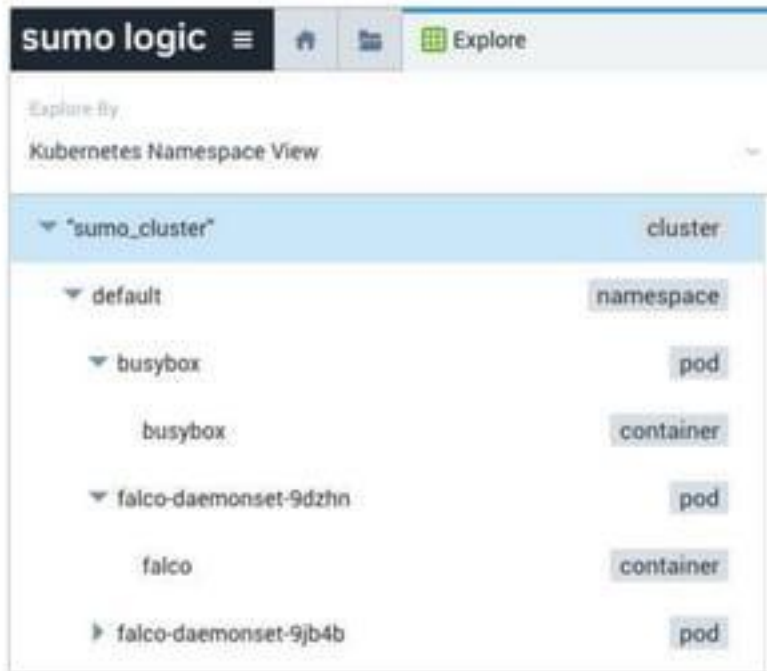 sumo logic Explore
Explore By
Kubernetes Namespace View
"sumo_cluster" cluster
default namespace
busybox pod
busybox container
falco-daemonset-9dzhn pod
falco container
falco-daemonset-9jb4b pod